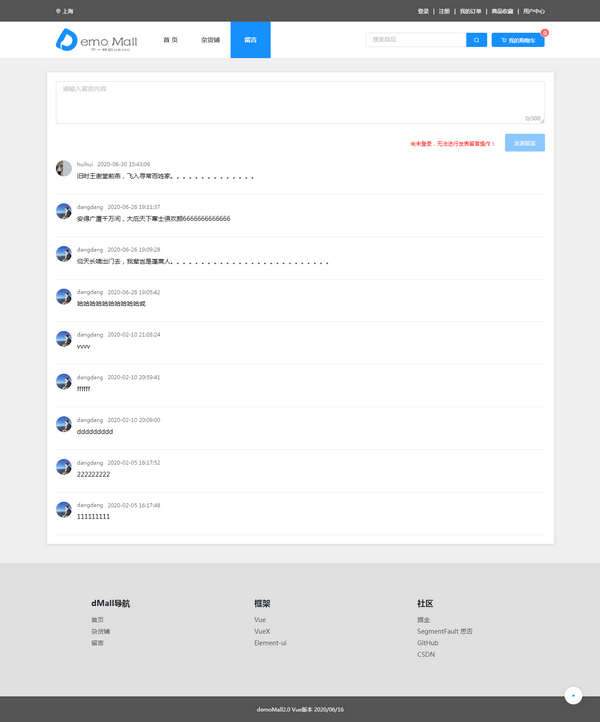 上海
登录 | 注册 | 我的订单 | 商品收藏 | 用户中心
emo Mall
首 页
杂货铺
留言
搜索商品
我的购物车
0
请输入留言内容
0/300
尚未登录，无法进行发表留言操作！
发表留言
huihui 2020-06-30 15:43:06
旧时王谢堂前燕，飞入寻常百姓家。。。。。。。。。。。。。。
dangdang 2020-06-26 19:11:37
安得广厦千万间，大庇天下寒士俱欢颜6666666666666
dangdang 2020-06-26 19:09:28
仰天长啸出门去，我辈岂是蓬蒿人。。。。。。。。。。。。。。。。。。。。。。。。。。
dangdang 2020-06-26 19:05:42
哈哈哈哈哈哈哈哈哈哈或
dangdang 2020-02-10 21:03:24
vvvv
dangdang 2020-02-10 20:59:41
ffffff
dangdang 2020-02-10 20:09:00
ddddddddd
dangdang 2020-02-05 16:17:52
222222222
dangdang 2020-02-05 16:17:48
111111111
dMall导航
首页
杂货铺
留言
框架
Vue
VueX
Element-ui
社区
掘金
SegmentFault 思否
GitHub
CSDN
demoMall2.0 Vue版本 2020/06/16